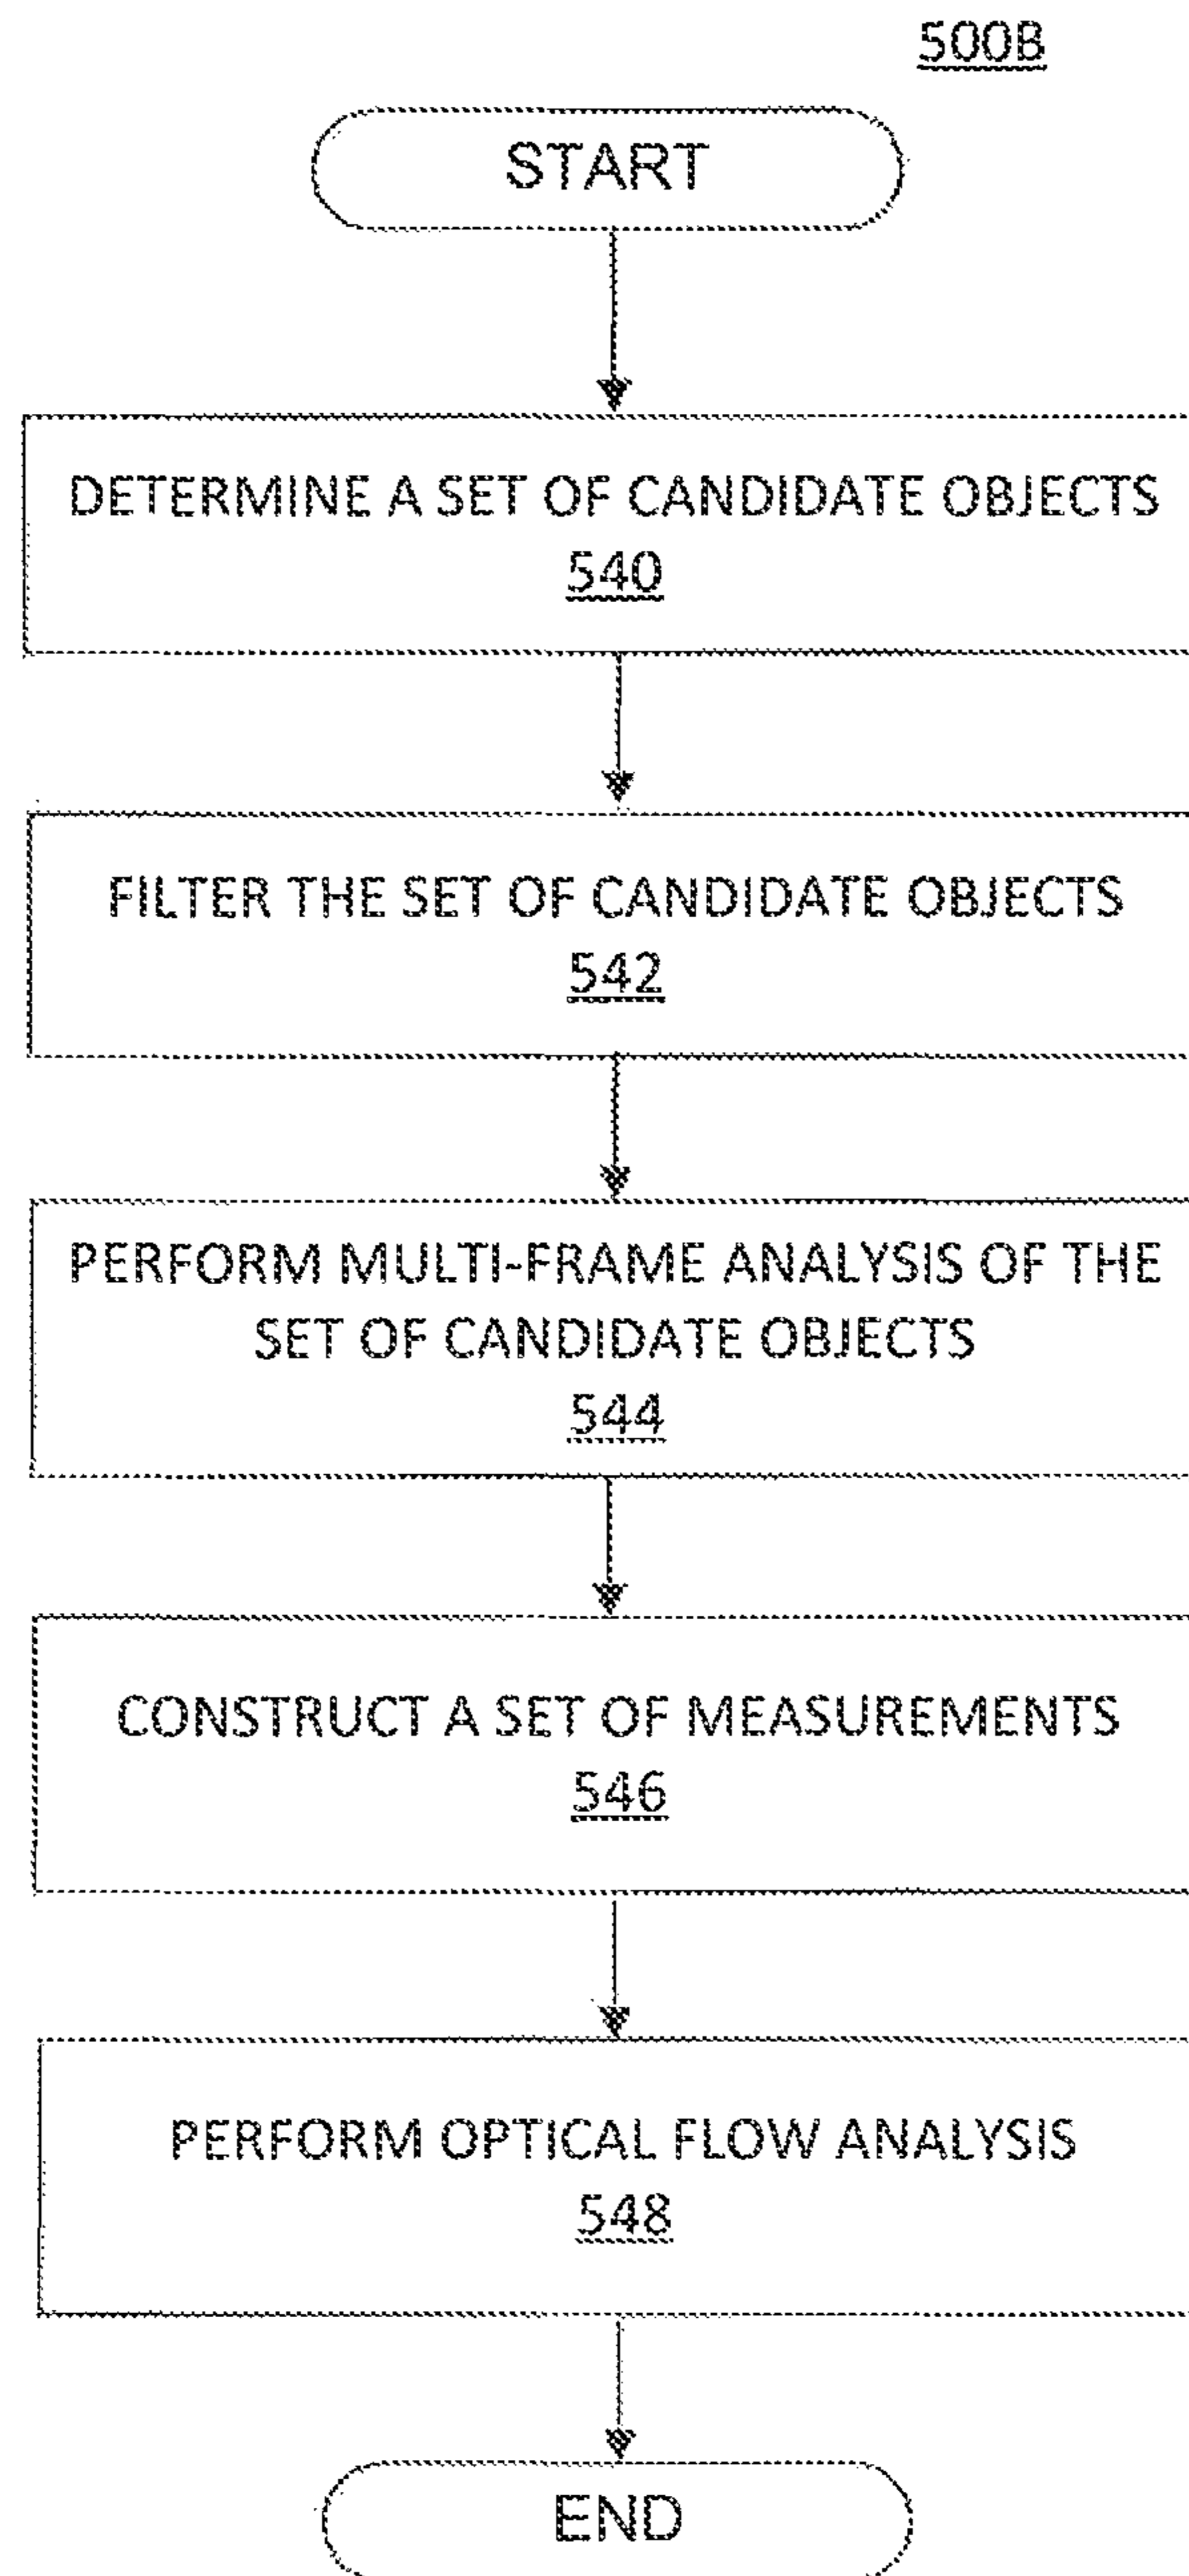 500B
START
DETERMINE A SET OF CANDIDATE OBJECTS
540
FILTER THE SET OF CANDIDATE OBJECTS
542
PERFORM MULTI-FRAME ANALYSIS OF THE
SET OF CANDIDATE OBJECTS
544
CONSTRUCT A SET OF MEASUREMENTS
546
PERFORM OPTICAL FLOW ANALYSIS
548
END